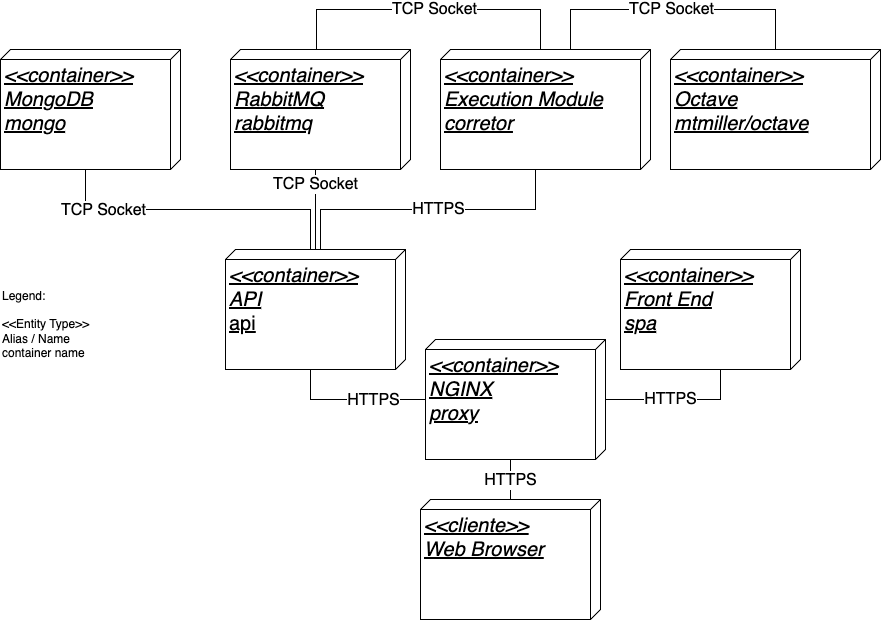 TCP Socket
TCP Socket
<<container>>
MongoDB
mongo
<<container>>
RabbitMQ
rabbitmq
<<container>>
Execution Module
corretor
<<container>>
Octave
mtmiller/octave
TCP Socket
TCP Socket
HTTPS
<<container>>
API
api
<<container>>
Front End
spa
Legend:
<<Entity Type>>
Alias / Name
container name
<<container>>
NGINX
proxy
HTTPS
HTTPS
HTTPS
<<cliente>>
Web Browser